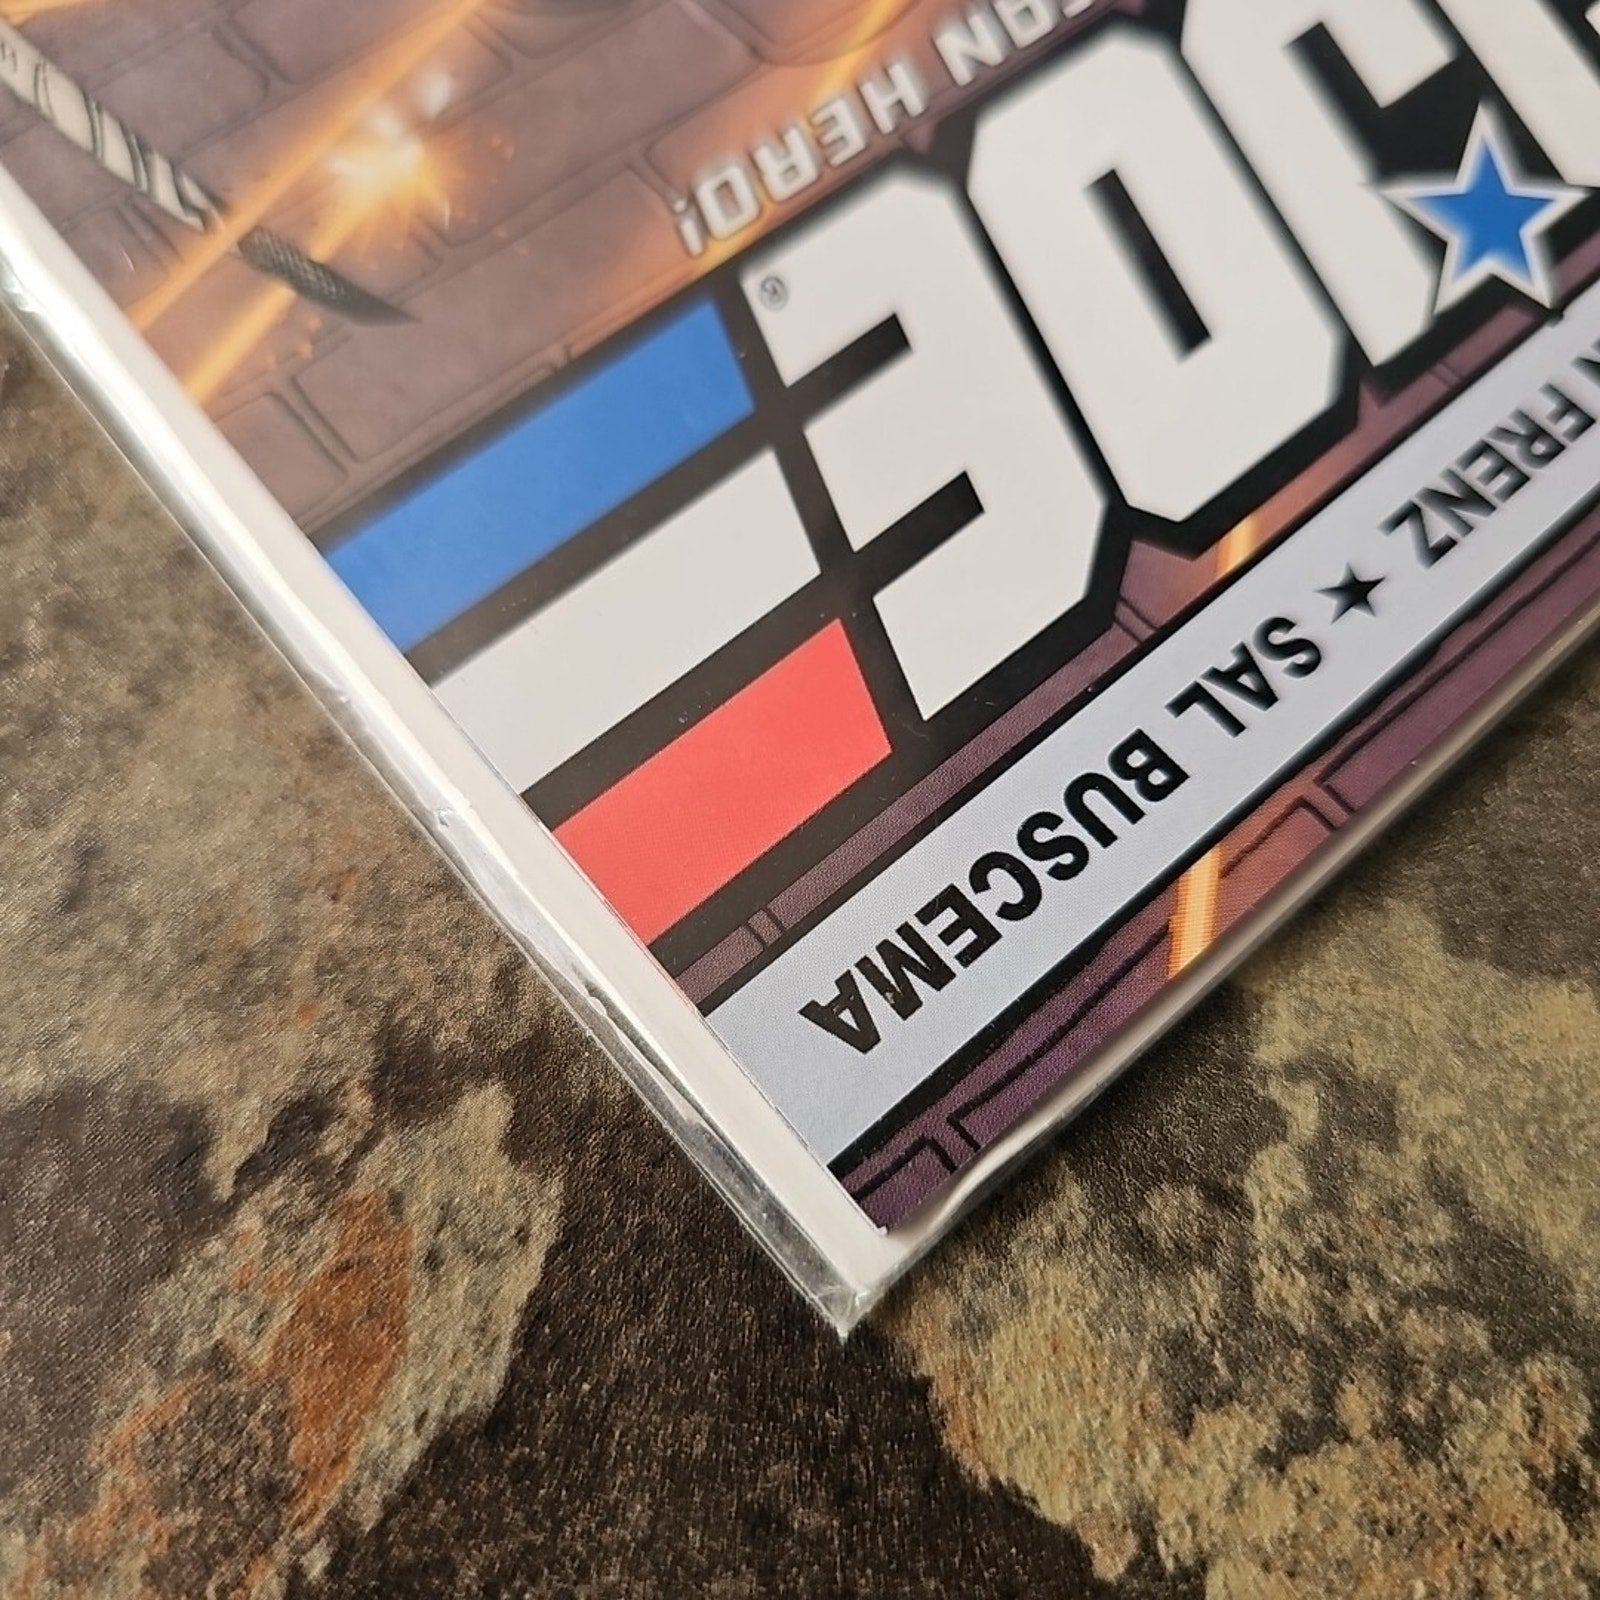 HERO!
JOE
®
FRENZ ★ SAL BUSCEMA